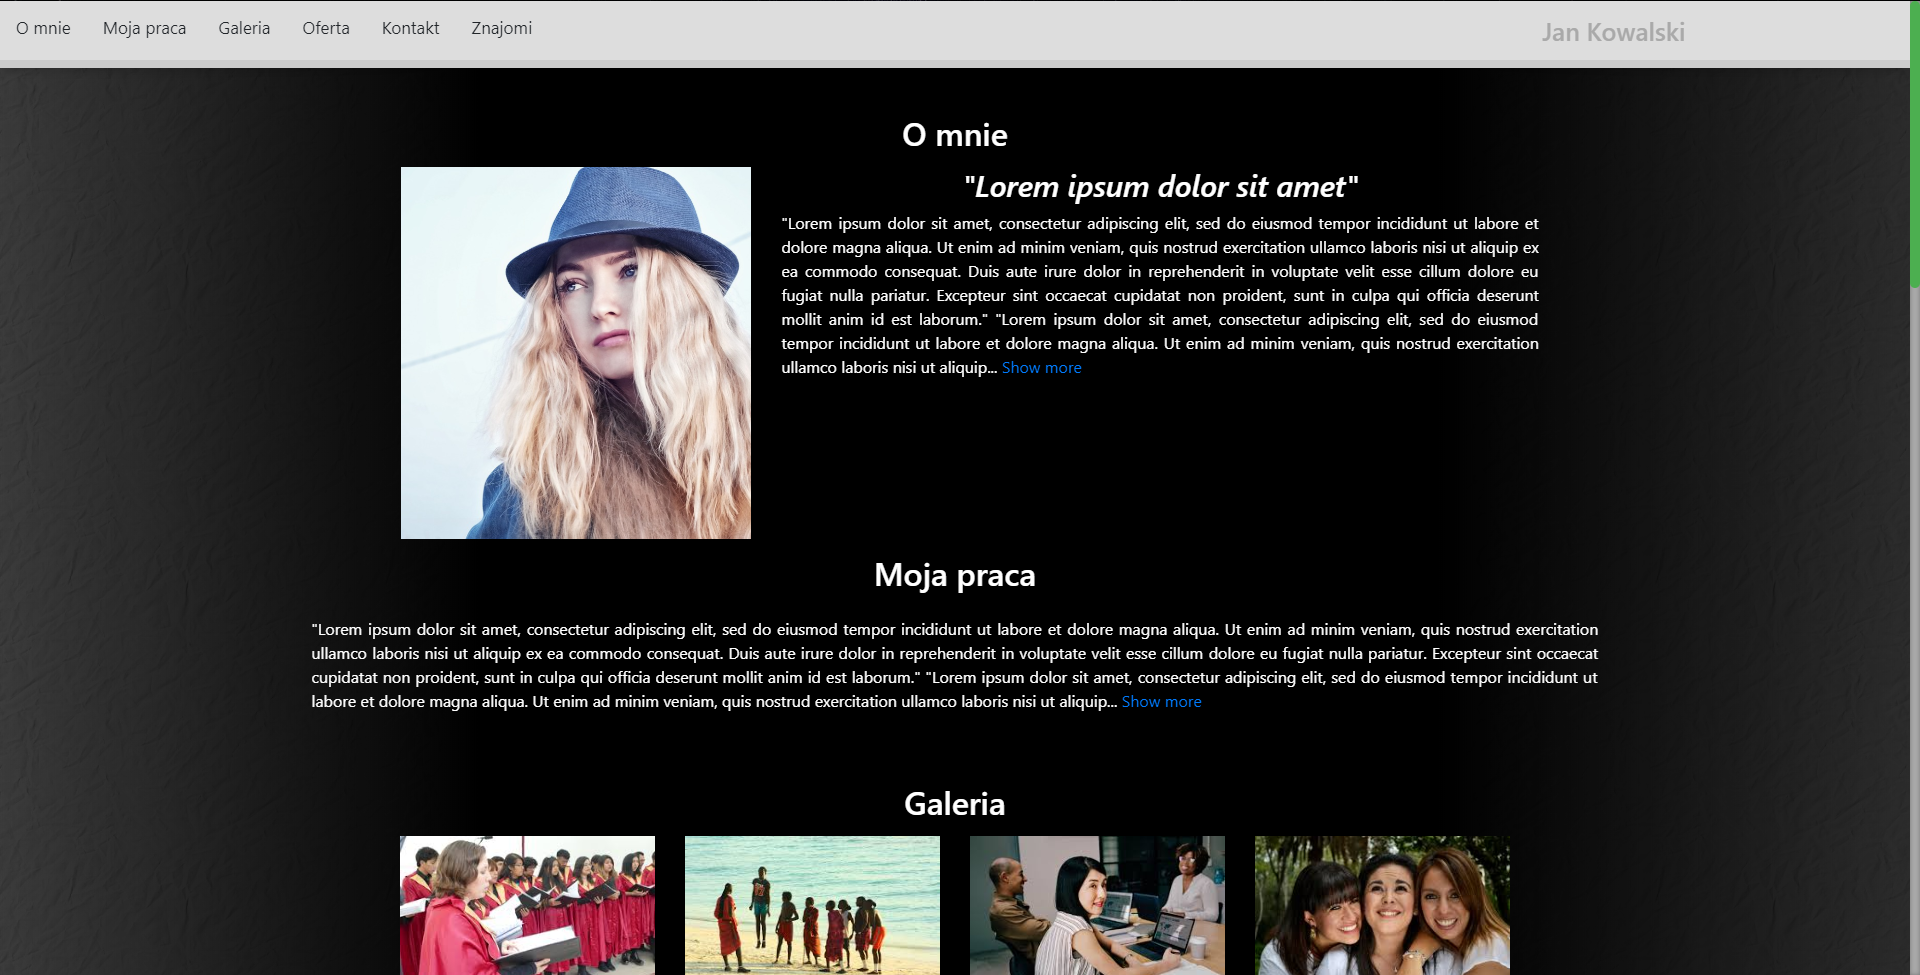 O mnie Moja praca Galeria Oferta Kontakt Znajomi Jan Kowalski
O mnie
"Lorem ipsum dolor sit amet"
"Lorem ipsum dolor sit amet, consectetur adipiscing elit, sed do eiusmod tempor incididunt ut labore et
dolore magna aliqua. Ut enim ad minim veniam, quis nostrud exercitation ullamco laboris nisi ut aliquip ex
ea commodo consequat. Duis aute irure dolor in reprehenderit in voluptate velit esse cillum dolore eu
fugiat nulla pariatur. Excepteur sint occaecat cupidatat non proident, sunt in culpa qui officia deserunt
mollit anim id est laborum." "Lorem ipsum dolor sit amet, consectetur adipiscing elit, sed do eiusmod
tempor incididunt ut labore et dolore magna aliqua. Ut enim ad minim veniam, quis nostrud exercitation
ullamco laboris nisi ut aliquip... Show more
Moja praca
"Lorem ipsum dolor sit amet, consectetur adipiscing elit, sed do eiusmod tempor incididunt ut labore et dolore magna aliqua. Ut enim ad minim veniam, quis nostrud exercitation
ullamco laboris nisi ut aliquip ex ea commodo consequat. Duis aute irure dolor in reprehenderit in voluptate velit esse cillum dolore eu fugiat nulla pariatur. Excepteur sint occaecat
cupidatat non proident, sunt in culpa qui officia deserunt mollit anim id est laborum." "Lorem ipsum dolor sit amet, consectetur adipiscing elit, sed do eiusmod tempor incididunt ut
labore et dolore magna aliqua. Ut enim ad minim veniam, quis nostrud exercitation ullamco laboris nisi ut aliquip... Show more
Galeria